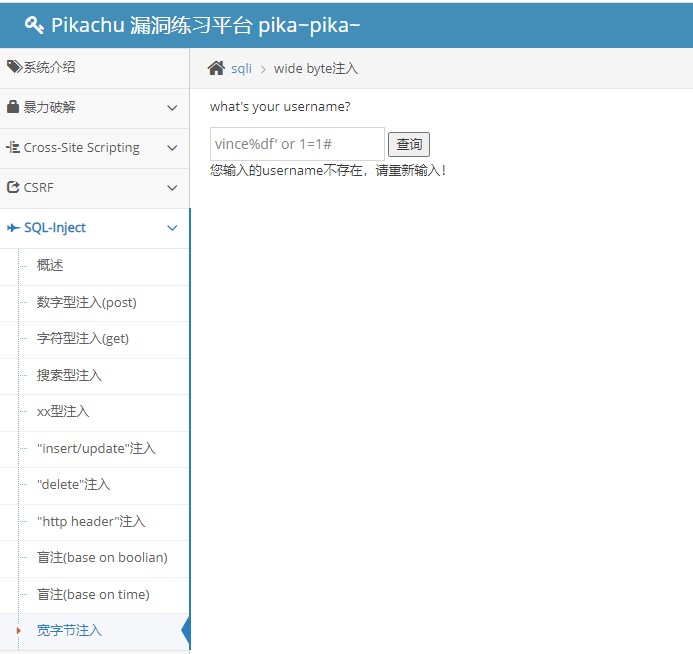 Pikachu 漏洞练习平台 pika~pika~
系统介绍
暴力破解
Cross-Site Scripting
CSRF
SQL-Inject
概述
数字型注入(post)
字符型注入(get)
搜索型注入
xx型注入
"insert/update"注入
"delete"注入
"http header"注入
盲注(base on boolian)
盲注(base on time)
宽字节注入
sqli > wide byte注入
what's your username?
vince%df' or 1=1# 查询
您输入的username不存在，请重新输入！